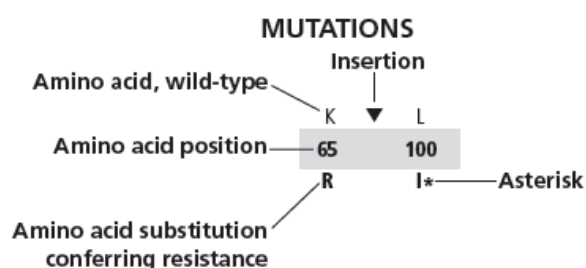 MUTATIONS
Insertion
Amino acid, wild-type
K L
Amino acid position
65 100
R I*
Asterisk
Amino acid substitution
conferring resistance